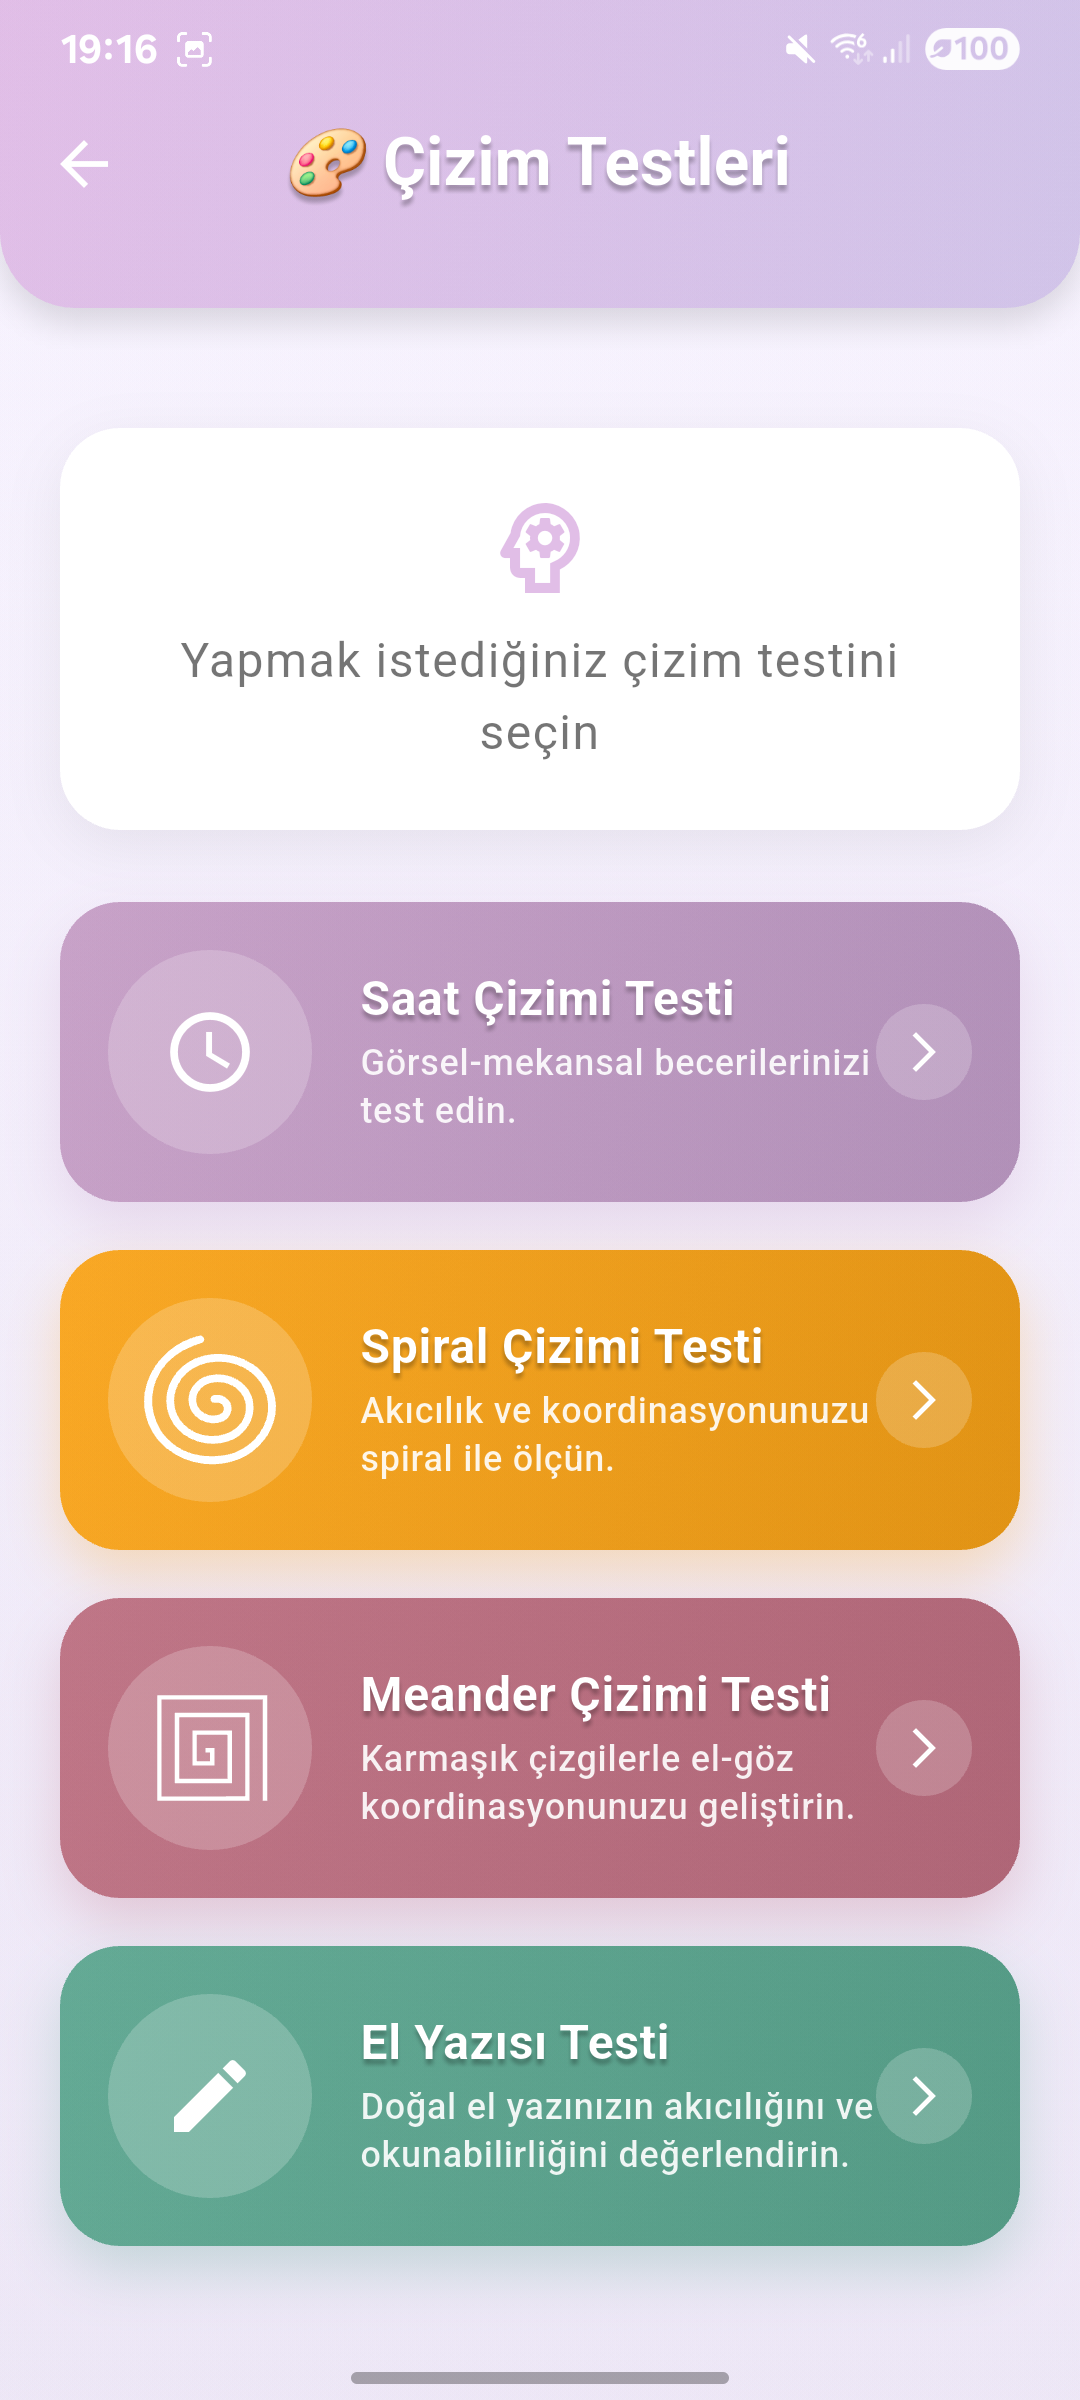 19:16
6
100
Çizim Testleri
Yapmak istediğiniz çizim testini
seçin
Saat Çizimi Testi
Görsel-mekansal becerilerinizi
test edin.
Spiral Çizimi Testi
Akıcılık ve koordinasyonunuzu
spiral ile ölçün.
Meander Çizimi Testi
Karmaşık çizgilerle el-göz
koordinasyonunuzu geliştirin.
El Yazısı Testi
Doğal el yazınızın akıcılığını ve
okunabilirliğini değerlendirin.